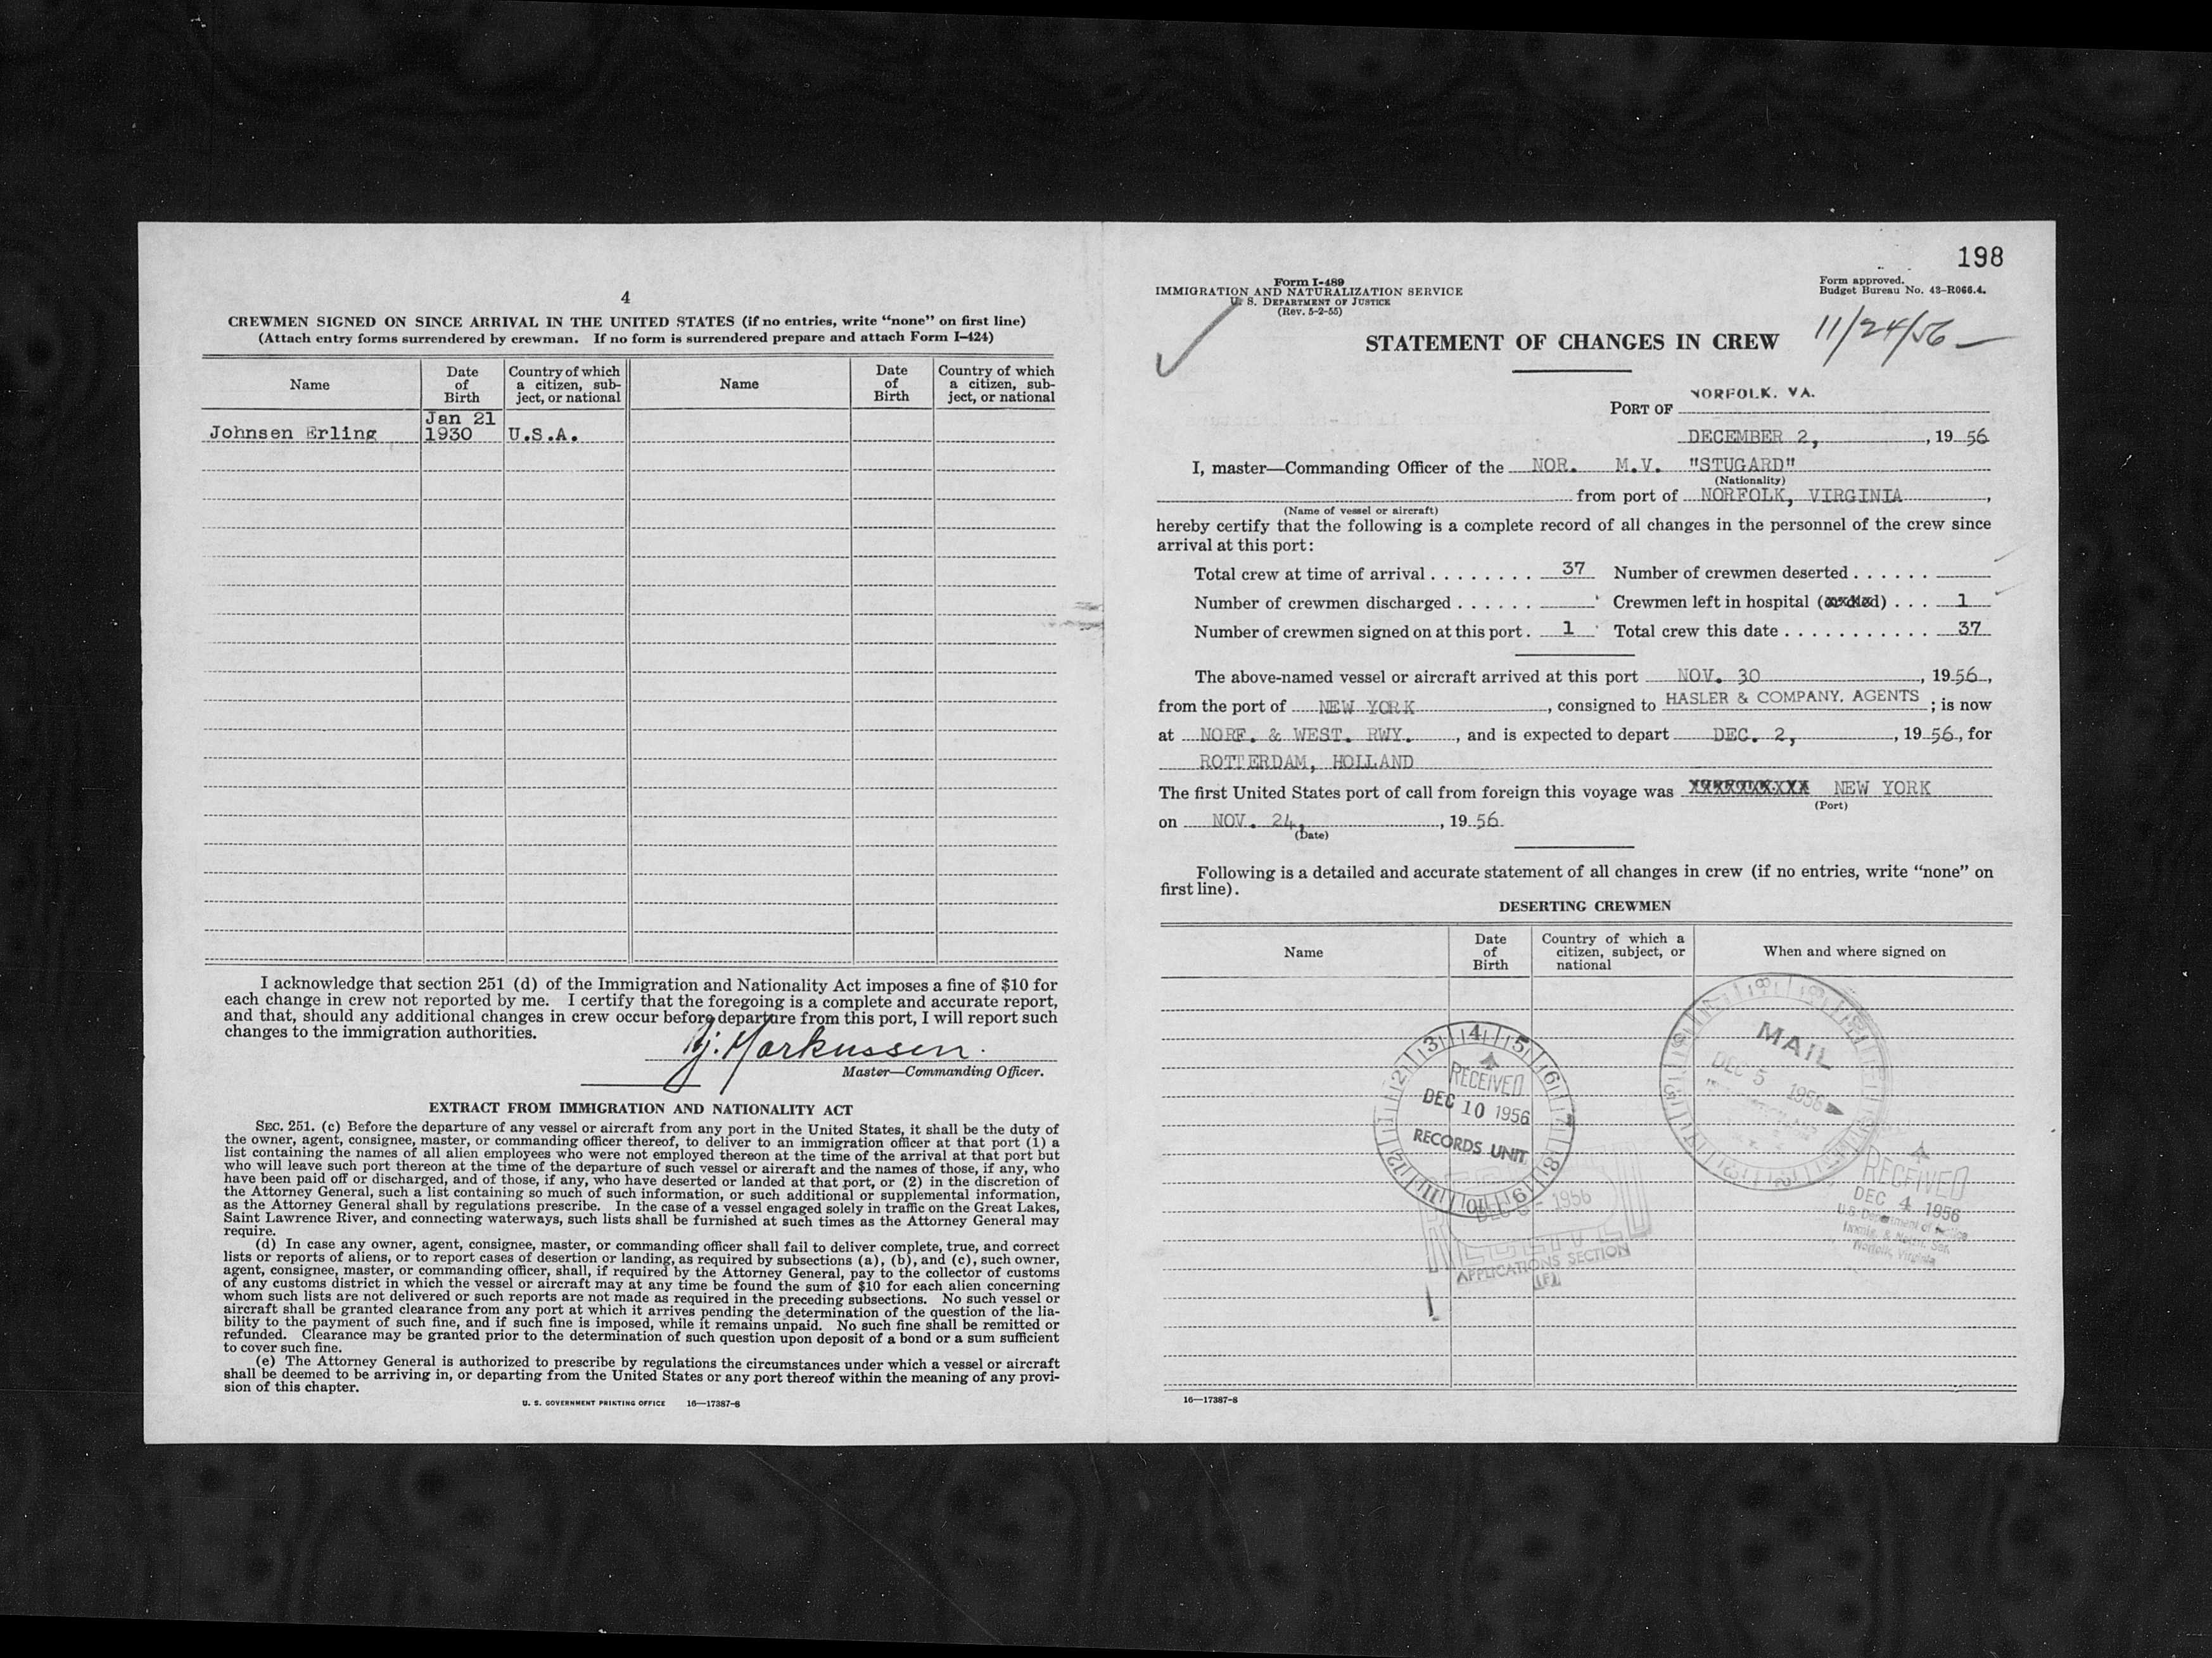 4
CREWMEN SIGNED ON SINCE ARRIVAL IN THE UNITED STATES (if no entries, write “none” on first line)
(Attach entry forms surrendered by crewman. If no form is surrendered prepare and attach Form I-424)
Name Date of Birth Country of which a citizen, subject, or national Name Date of Birth Country of which a citizen, subject, or national
Jan 21
Johnsen Erling 1930 U.S.A.
I acknowledge that section 251 (d) of the Immigration and Nationality Act imposes a fine of $10 for
each change in crew not reported by me. I certify that the foregoing is a complete and accurate report,
and that, should any additional changes in crew occur before departure from this port, I will report such
changes to the immigration authorities.
Markussen.
Master—Commanding Officer.
EXTRACT FROM IMMIGRATION AND NATIONALITY ACT
SEC. 251. (c) Before the departure of any vessel or aircraft from any port in the United States, it shall be the duty of
the owner, agent, consignee, master, or commanding officer thereof, to deliver to an immigration officer at that port (1) a
list containing the names of all alien employees who were not employed thereon at the time of the arrival at that port but
who will leave such port thereon at the time of the departure of such vessel or aircraft and the names of those, if any, who
have been paid off or discharged, and of those, if any, who have deserted or landed at that port, or (2) in the discretion of
the Attorney General, such a list containing so much of such information, or such additional or supplemental information,
as the Attorney General shall by regulations prescribe. In the case of a vessel engaged solely in traffic on the Great Lakes,
Saint Lawrence River, and connecting waterways, such lists shall be furnished at such times as the Attorney General may
require.
(d) In case any owner, agent, consignee, master, or commanding officer shall fail to deliver complete, true, and correct
lists or reports of aliens, or to report cases of desertion or landing, as required by subsections (a), (b), and (c), such owner,
agent, consignee, master, or commanding officer, shall, if required by the Attorney General, pay to the collector of customs
of any customs district in which the vessel or aircraft may at any time be found the sum of $10 for each alien concerning
whom such lists are not delivered or such reports are not made as required in the preceding subsections. No such vessel or
aircraft shall be granted clearance from any port at which it arrives pending the determination of the question of the lia-
bility to the payment of such fine, and if such fine is imposed, while it remains unpaid. No such fine shall be remitted or
refunded. Clearance may be granted prior to the determination of such question upon deposit of a bond or a sum sufficient
to cover such fine.
(e) The Attorney General is authorized to prescribe by regulations the circumstances under which a vessel or aircraft
shall be deemed to be arriving in, or departing from the United States or any port thereof within the meaning of any provi-
sion of this chapter.
U. S. GOVERNMENT PRINTING OFFICE 16—17387-8
198
Form I-489
IMMIGRATION AND NATURALIZATION SERVICE
U. S. DEPARTMENT OF JUSTICE
(Rev. 5-2-55)
Form approved.
Budget Bureau No. 43-R066.4.
STATEMENT OF CHANGES IN CREW
11/24/56
PORT OF NORFOLK, VA.
DECEMBER 2, , 19 56
I, master—Commanding Officer of the NOR. M.V. "STUGARD"
(Nationality)
from port of NORFOLK, VIRGINIA ,
(Name of vessel or aircraft)
hereby certify that the following is a complete record of all changes in the personnel of the crew since
arrival at this port:
Total crew at time of arrival . . . . . . . . 37 Number of crewmen deserted . . . . . .
Number of crewmen discharged . . . . . . Crewmen left in hospital (or died) . . . 1
Number of crewmen signed on at this port . 1 Total crew this date . . . . . . . . . . . 37
The above-named vessel or aircraft arrived at this port NOV. 30 , 19 56 ,
from the port of NEW YORK , consigned to HASLER & COMPANY, AGENTS ; is now
at NORF. & WEST. RWY. , and is expected to depart DEC. 2, , 19 56 , for
ROTTERDAM, HOLLAND
The first United States port of call from foreign this voyage was NEW YORK
(Port)
on NOV. 24, , 19 56
(Date)
Following is a detailed and accurate statement of all changes in crew (if no entries, write “none” on
first line).
DESERTING CREWMEN
Name Date of Birth Country of which a citizen, subject, or national When and where signed on
RECEIVED
DEC 10 1956
RECORDS UNIT
1 2 3 4 5 6 7 8 9 10 11 12
MAIL
DEC 5 1956
RECEIVED
DEC 4 1956
U.S. Department of Justice
Immig. & Natzn. Ser.
Norfolk, Virginia
DEC 1956
APPLICATIONS SECTION
16—17387-8